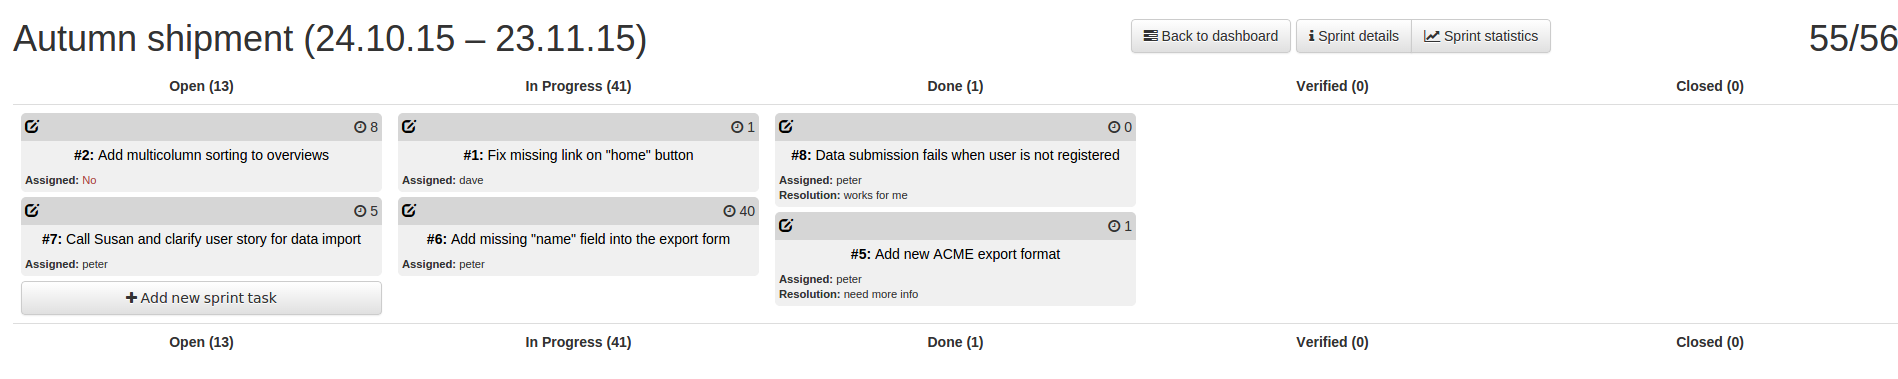 Autumn shipment (24.10.15 – 23.11.15)
Back to dashboard
Sprint details
Sprint statistics
55/56
Open (13)
In Progress (41)
Done (1)
Verified (0)
Closed (0)
8
#2: Add multicolumn sorting to overviews
Assigned: No
5
#7: Call Susan and clarify user story for data import
Assigned: peter
Add new sprint task
1
#1: Fix missing link on "home" button
Assigned: dave
40
#6: Add missing "name" field into the export form
Assigned: peter
0
#8: Data submission fails when user is not registered
Assigned: peter
Resolution: works for me
1
#5: Add new ACME export format
Assigned: peter
Resolution: need more info
Open (13)
In Progress (41)
Done (1)
Verified (0)
Closed (0)